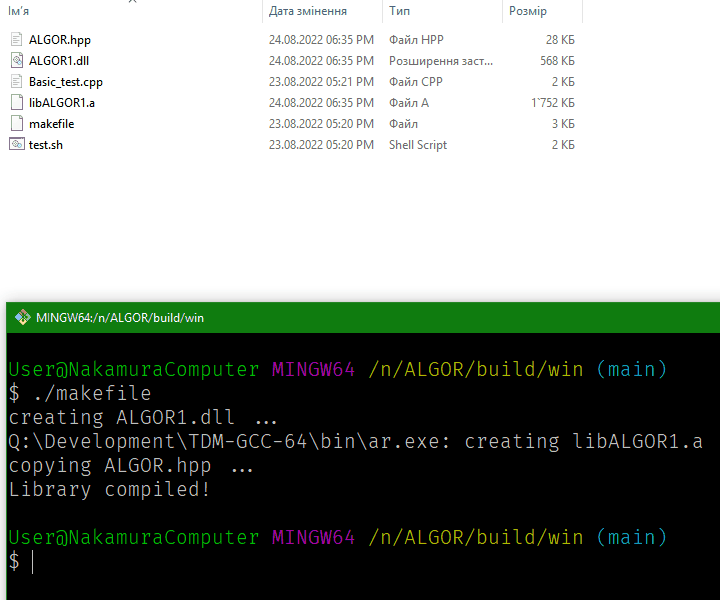 Ім'я Дата змінення Тип Розмір
ALGOR.hpp 24.08.2022 06:35 PM Файл HPP 28 КБ
ALGOR1.dll 24.08.2022 06:35 PM Розширення заст... 568 КБ
Basic_test.cpp 23.08.2022 05:21 PM Файл CPP 2 КБ
libALGOR1.a 24.08.2022 06:35 PM Файл A 1`752 КБ
makefile 23.08.2022 05:20 PM Файл 3 КБ
test.sh 23.08.2022 05:20 PM Shell Script 2 КБ
MINGW64:/n/ALGOR/build/win
User@NakamuraComputer MINGW64 /n/ALGOR/build/win (main)
$ ./makefile
creating ALGOR1.dll ...
Q:\Development\TDM-GCC-64\bin\ar.exe: creating libALGOR1.a
copying ALGOR.hpp ...
Library compiled!
User@NakamuraComputer MINGW64 /n/ALGOR/build/win (main)
$